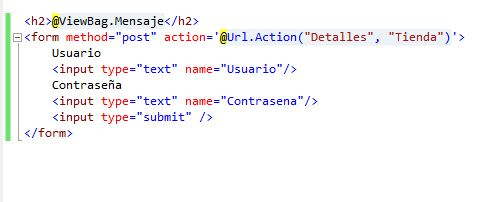 <h2>@ViewBag.Mensaje</h2>
<form method="post" action='@Url.Action("Detalles", "Tienda")'>
Usuario
<input type="text" name="Usuario"/>
Contraseña
<input type="text" name="Contrasena"/>
<input type="submit" />
</form>